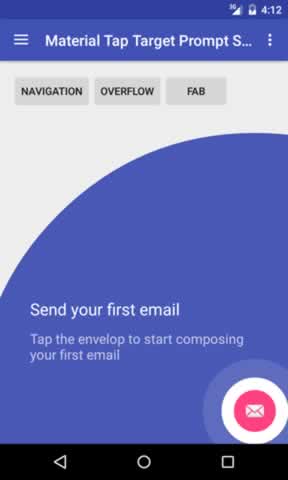 3G 4:12
Material Tap Target Prompt S...
NAVIGATION OVERFLOW FAB
Send your first email
Tap the envelop to start composing
your first email